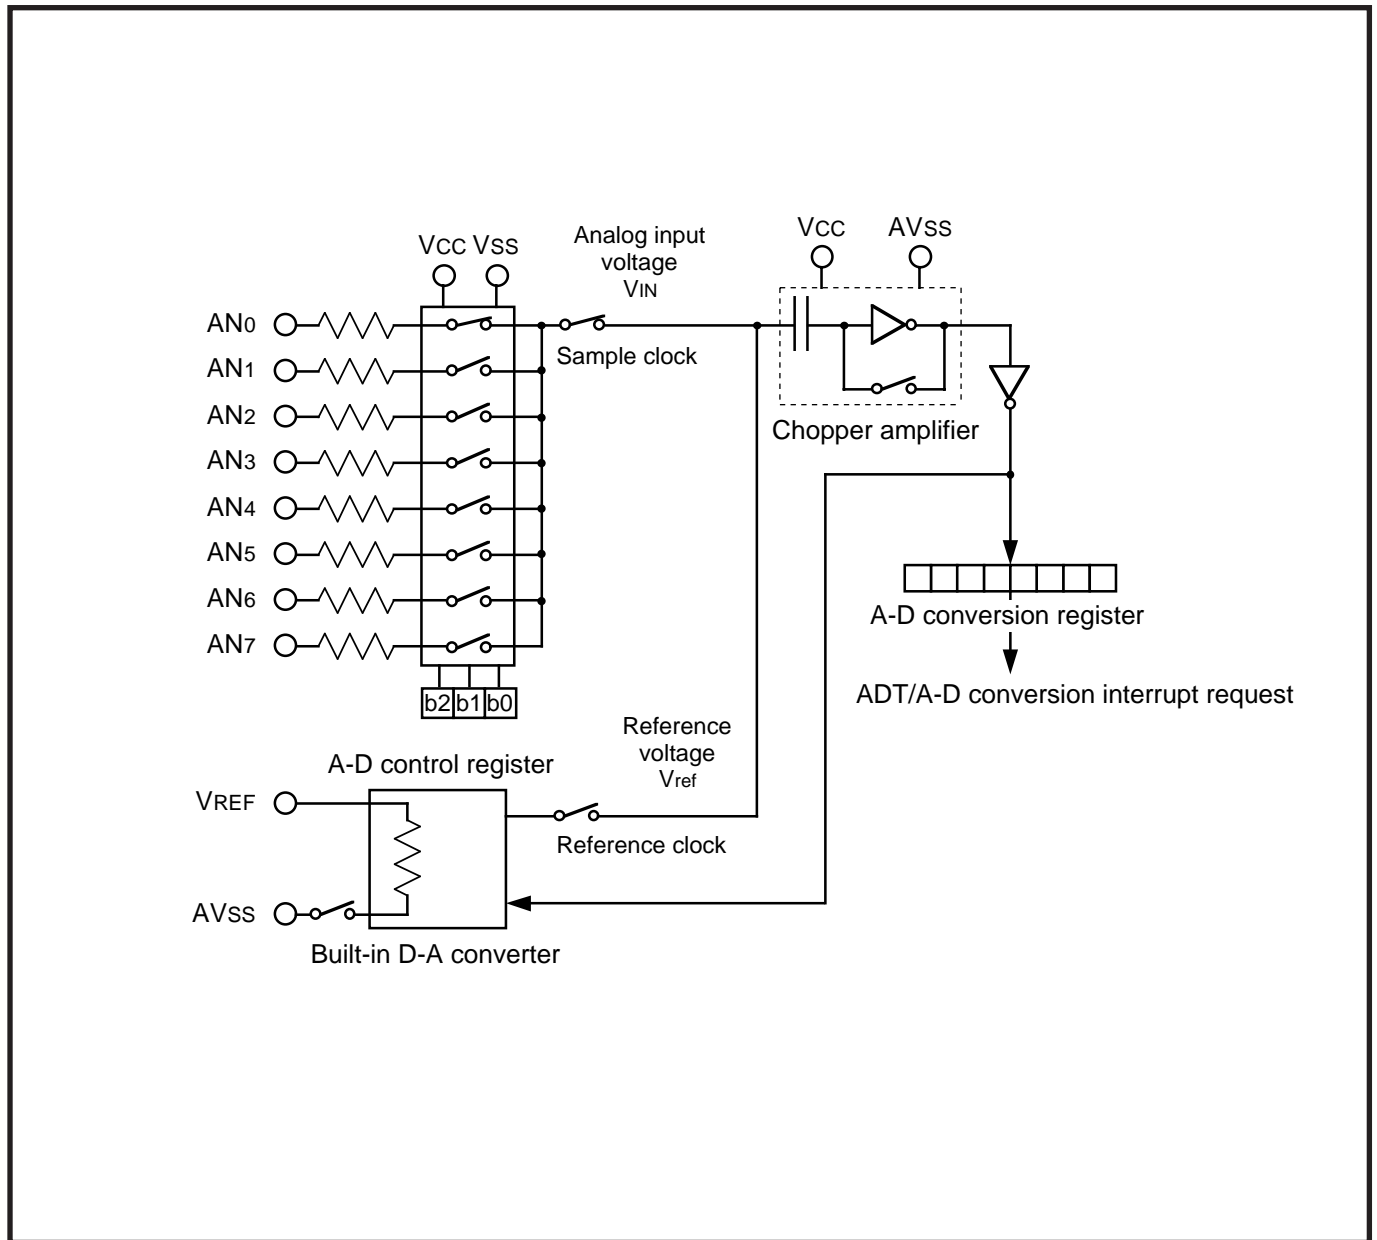 VCC VSS
Analog input
voltage
VIN
VCC
AVSS
AN0
AN1
AN2
AN3
AN4
AN5
AN6
AN7
Sample clock
Chopper amplifier
A-D conversion register
ADT/A-D conversion interrupt request
b2 b1 b0
A-D control register
Reference
voltage
Vref
VREF
Reference clock
AVSS
Built-in D-A converter